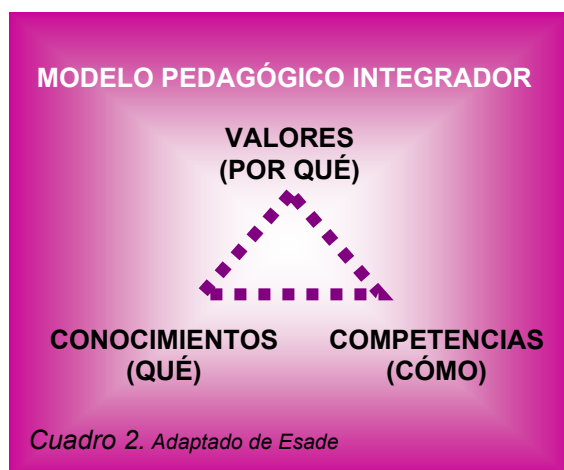 MODELO PEDAGÓGICO INTEGRADOR
VALORES
(POR QUÉ)
CONOCIMIENTOS
(QUÉ)
COMPETENCIAS
(CÓMO)
Cuadro 2. Adaptado de Esade